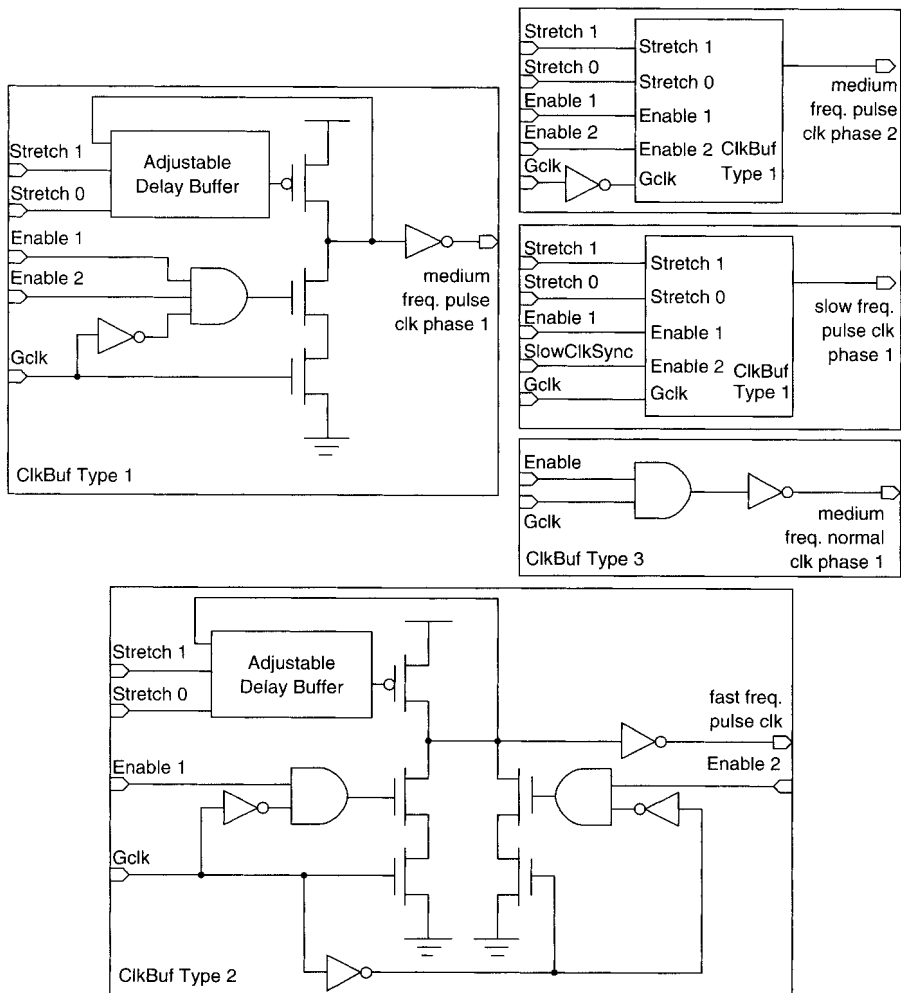 Stretch 1
Stretch 0
Enable 1
Enable 2
Gclk
Adjustable
Delay Buffer
medium
freq. pulse
clk phase 1
ClkBuf Type 1
Stretch 1
Stretch 0
Enable 1
Enable 2
Gclk
Stretch 1
Stretch 0
Enable 1
Enable 2
Gclk
ClkBuf
Type 1
medium
freq. pulse
clk phase 2
Stretch 1
Stretch 0
Enable 1
SlowClkSync
Gclk
Stretch 1
Stretch 0
Enable 1
Enable 2
Gclk
ClkBuf
Type 1
slow freq.
pulse clk
phase 1
Enable
Gclk
medium
freq. normal
clk phase 1
ClkBuf Type 3
Stretch 1
Stretch 0
Adjustable
Delay Buffer
Enable 1
Gclk
fast freq.
pulse clk
Enable 2
ClkBuf Type 2